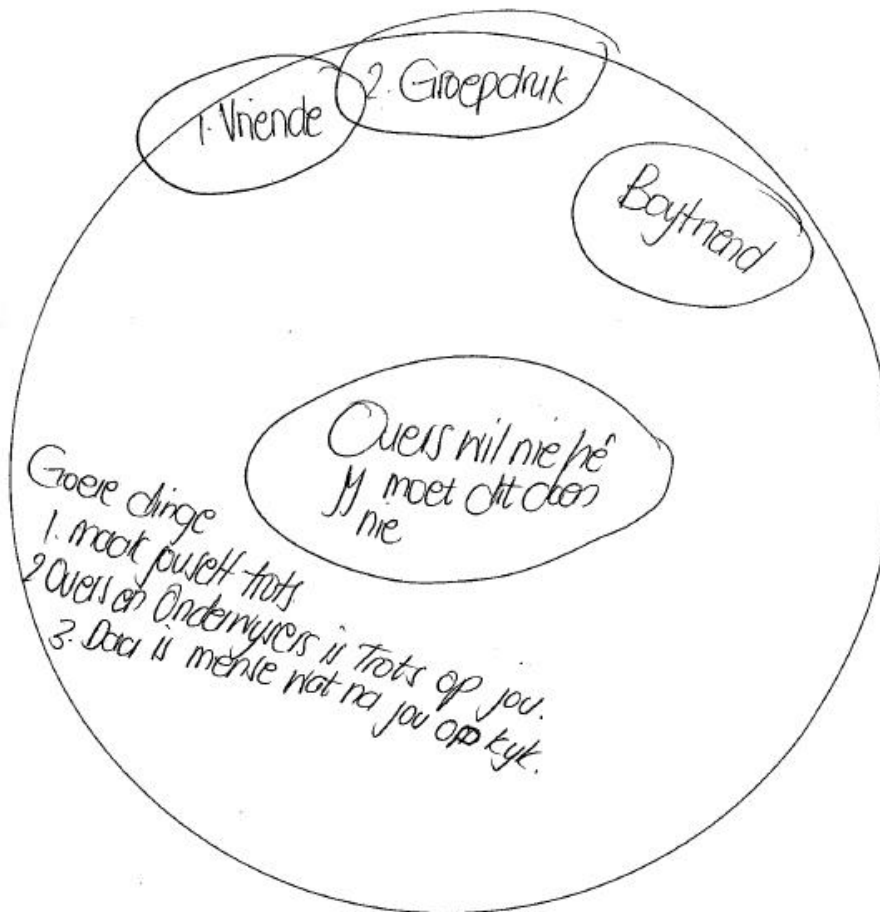 1. Vriende
2. Groepdruk
Boyfriend
Ouers wil nie hê
Jy moet dit doen
nie
Goeie dinge
1. maak jouself trots
2 Ouers en Onderwysers is Trots op jou.
3. Daar is mense wat na jou op kyk.